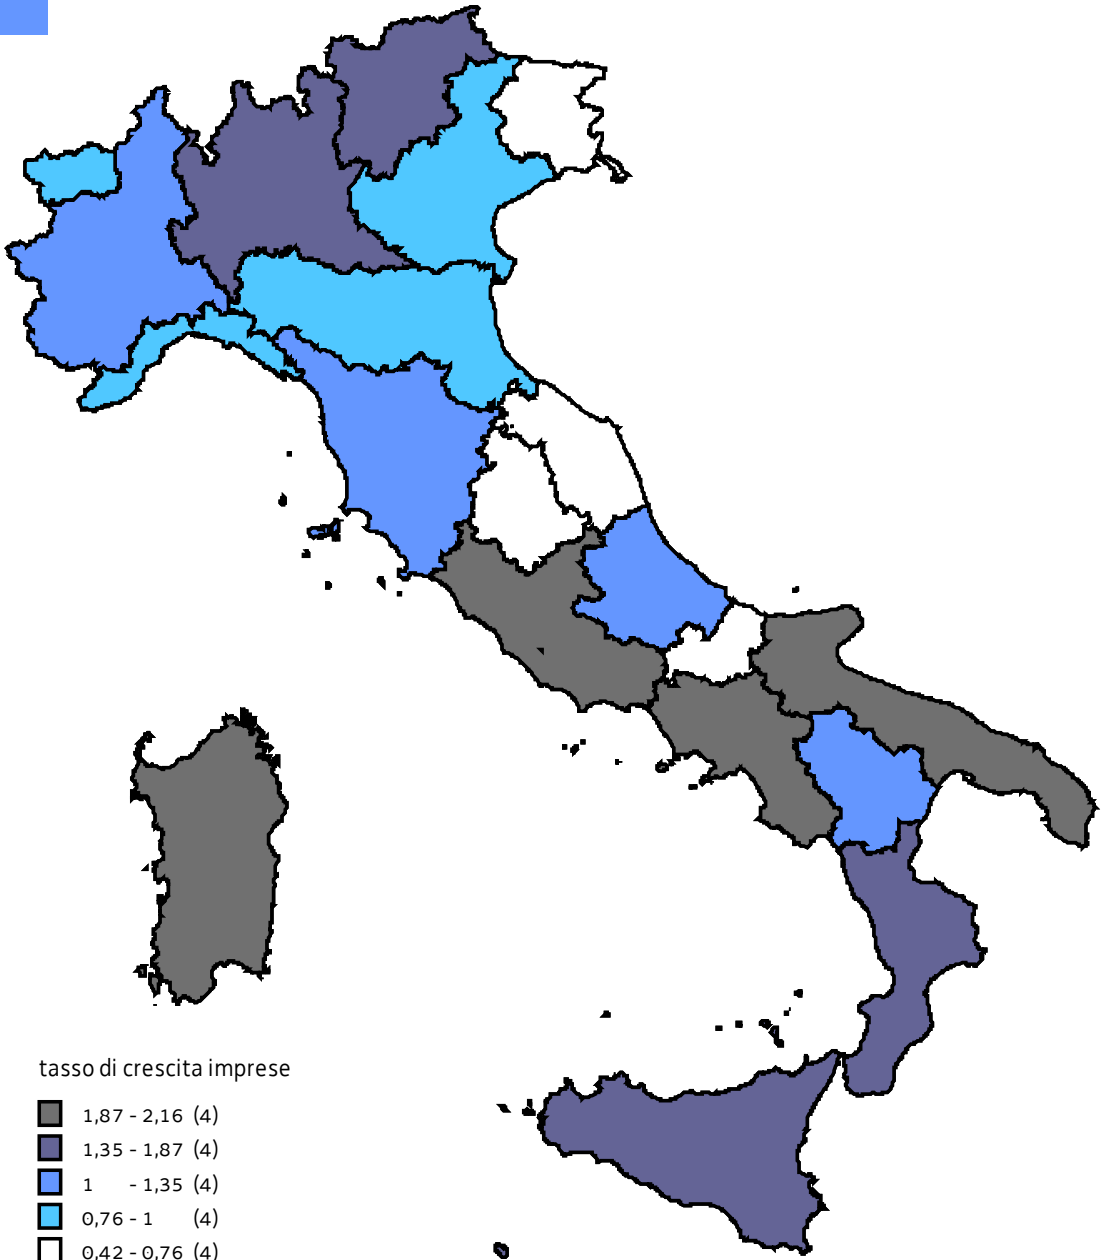 tasso di crescita imprese
1,87 - 2,16 (4)
1,35 - 1,87 (4)
1 - 1,35 (4)
0,76 - 1 (4)
0,42 - 0,76 (4)